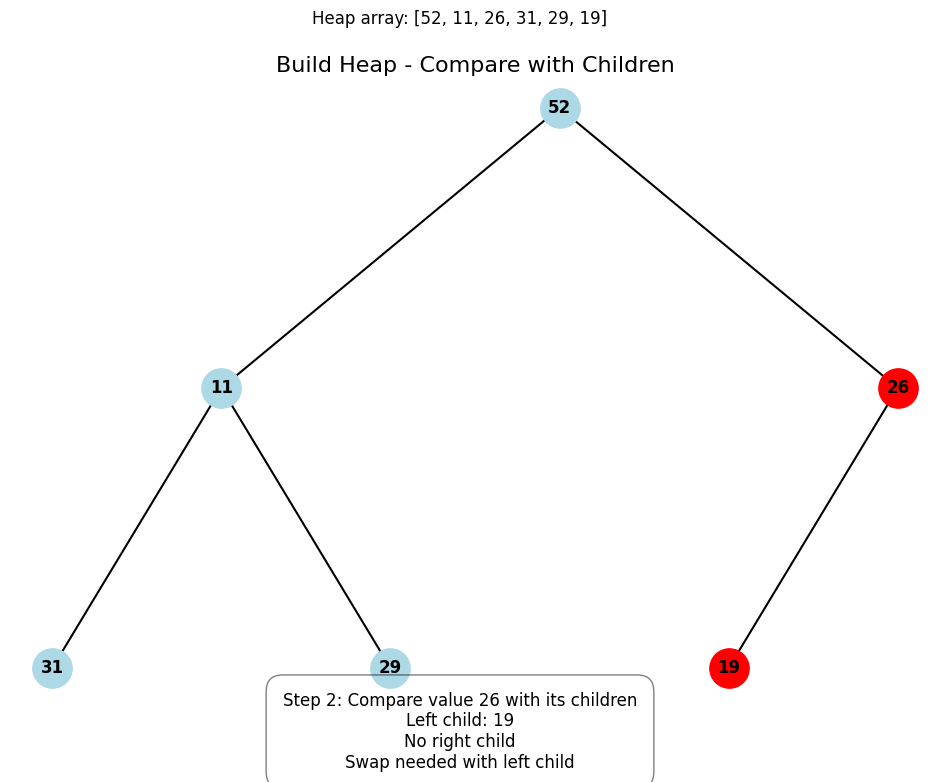 Heap array: [52, 11, 26, 31, 29, 19]
Build Heap - Compare with Children
52
11
26
31
29
19
Step 2: Compare value 26 with its children
Left child: 19
No right child
Swap needed with left child